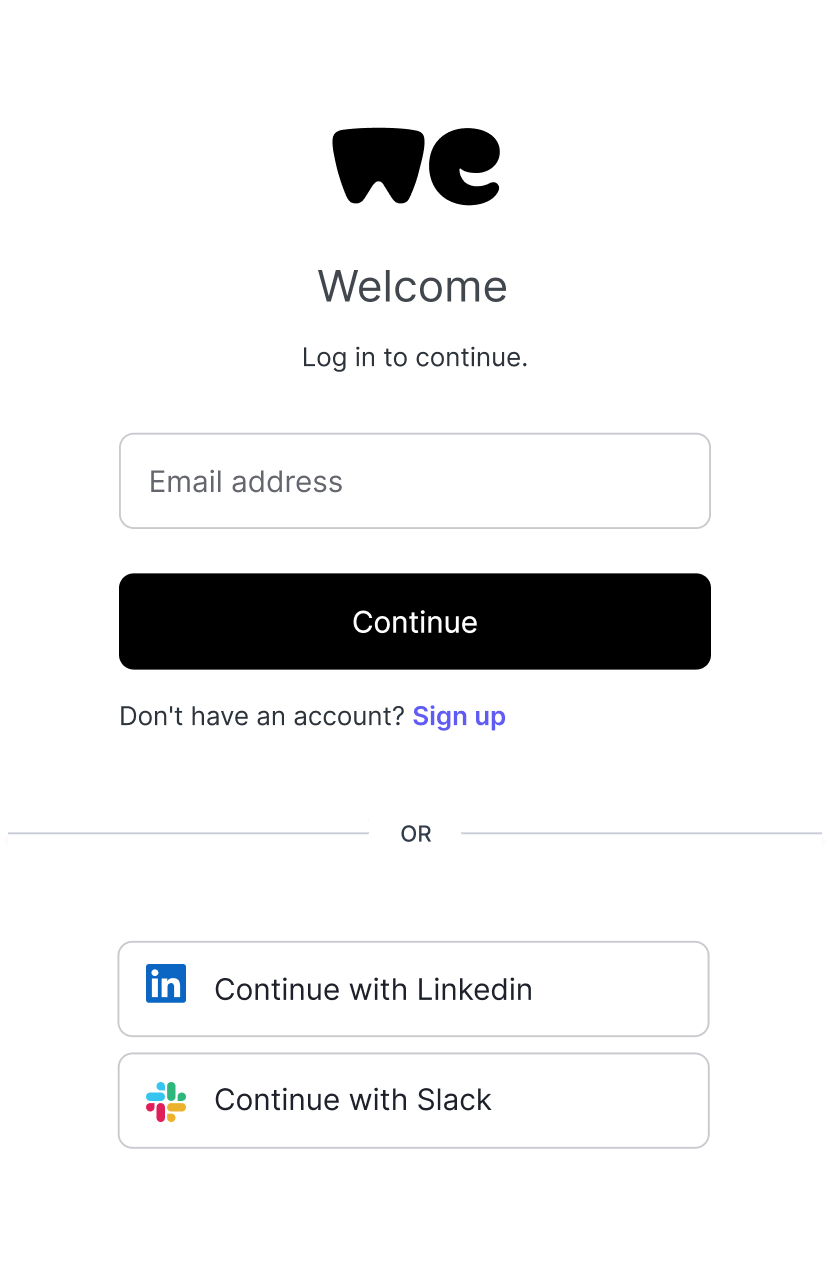 we
Welcome
Log in to continue.
Email address
Continue
Don't have an account? Sign up
OR
in Continue with Linkedin
Continue with Slack